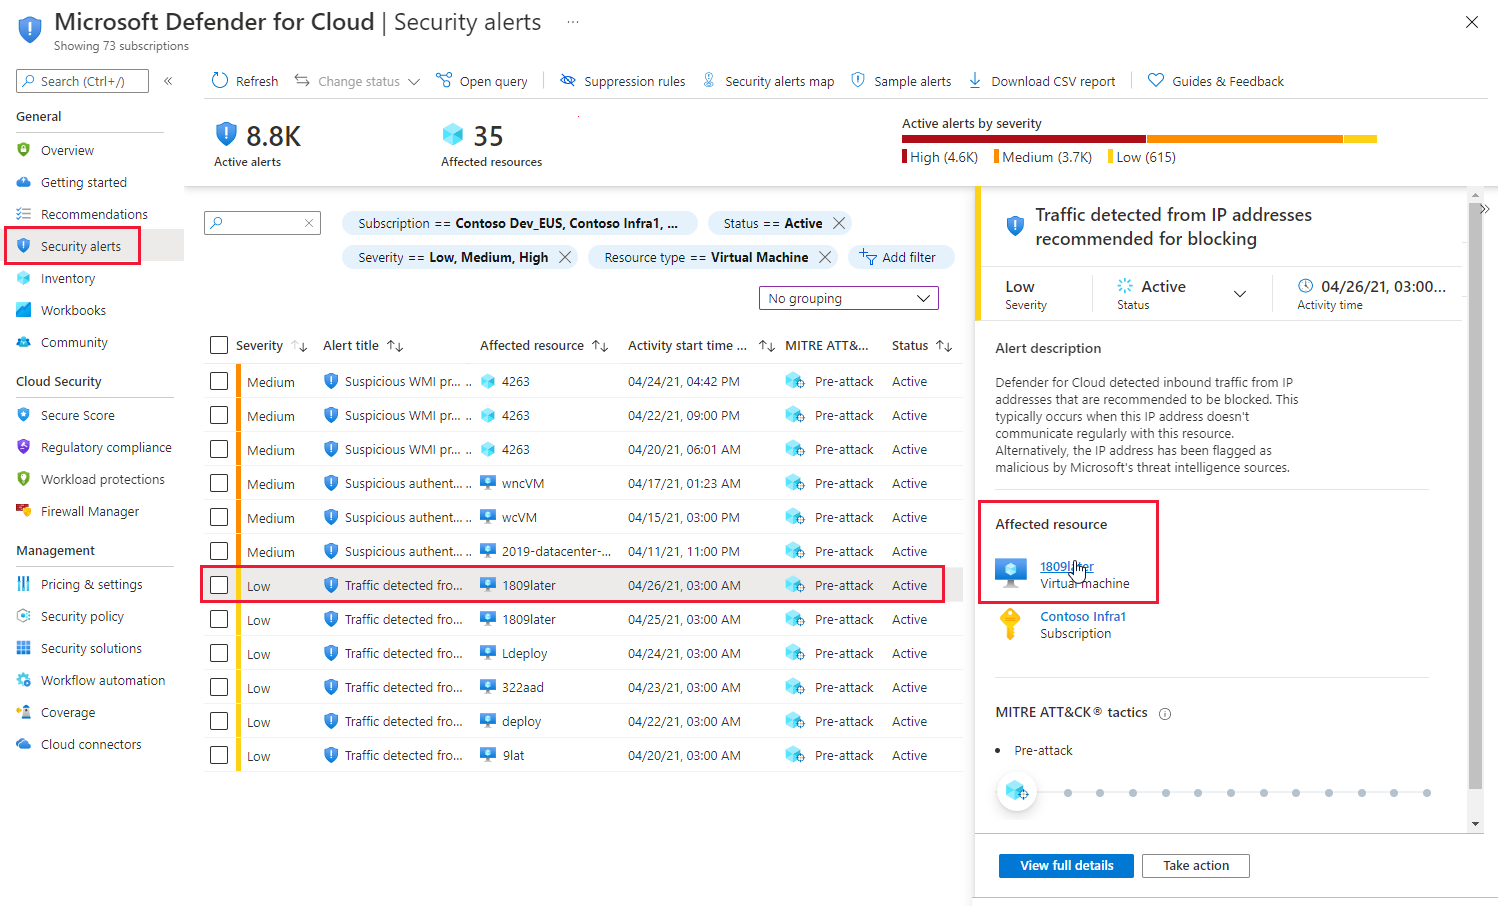 Microsoft Defender for Cloud | Security alerts ...
Showing 73 subscriptions
Search (Ctrl+/)
«
Refresh
Change status
Open query
Suppression rules
Security alerts map
Sample alerts
Download CSV report
Guides & Feedback
General
Overview
Getting started
Recommendations
Security alerts
Inventory
Workbooks
Community
Cloud Security
Secure Score
Regulatory compliance
Workload protections
Firewall Manager
Management
Pricing & settings
Security policy
Security solutions
Workflow automation
Coverage
Cloud connectors
8.8K
Active alerts
35
Affected resources
Active alerts by severity
High (4.6K) Medium (3.7K) Low (615)
Subscription == Contoso Dev_EUS, Contoso Infra1, ...
Status == Active
Severity == Low, Medium, High
Resource type == Virtual Machine
Add filter
No grouping
Severity Alert title Affected resource Activity start time ... MITRE ATT&... Status
Medium Suspicious WMI pr... .. 4263 04/24/21, 04:42 PM Pre-attack Active
Medium Suspicious WMI pr... .. 4263 04/22/21, 09:00 PM Pre-attack Active
Medium Suspicious WMI pr... .. 4263 04/20/21, 06:01 AM Pre-attack Active
Medium Suspicious authent... .. wncVM 04/17/21, 01:23 AM Pre-attack Active
Medium Suspicious authent... .. wcVM 04/15/21, 03:00 PM Pre-attack Active
Medium Suspicious authent... .. 2019-datacenter-... 04/11/21, 11:00 PM Pre-attack Active
Low Traffic detected fro... 1809later 04/26/21, 03:00 AM Pre-attack Active
Low Traffic detected fro... 1809later 04/25/21, 03:00 AM Pre-attack Active
Low Traffic detected fro... Ldeploy 04/24/21, 03:00 AM Pre-attack Active
Low Traffic detected fro... 322aad 04/23/21, 03:00 AM Pre-attack Active
Low Traffic detected fro... deploy 04/22/21, 03:00 AM Pre-attack Active
Low Traffic detected fro... 9lat 04/20/21, 03:00 AM Pre-attack Active
Traffic detected from IP addresses
recommended for blocking
Low
Severity
Active
Status
04/26/21, 03:00...
Activity time
Alert description
Defender for Cloud detected inbound traffic from IP
addresses that are recommended to be blocked. This
typically occurs when this IP address doesn't
communicate regularly with this resource.
Alternatively, the IP address has been flagged as
malicious by Microsoft's threat intelligence sources.
Affected resource
1809later
Virtual machine
Contoso Infra1
Subscription
MITRE ATT&CK® tactics
• Pre-attack
View full details
Take action